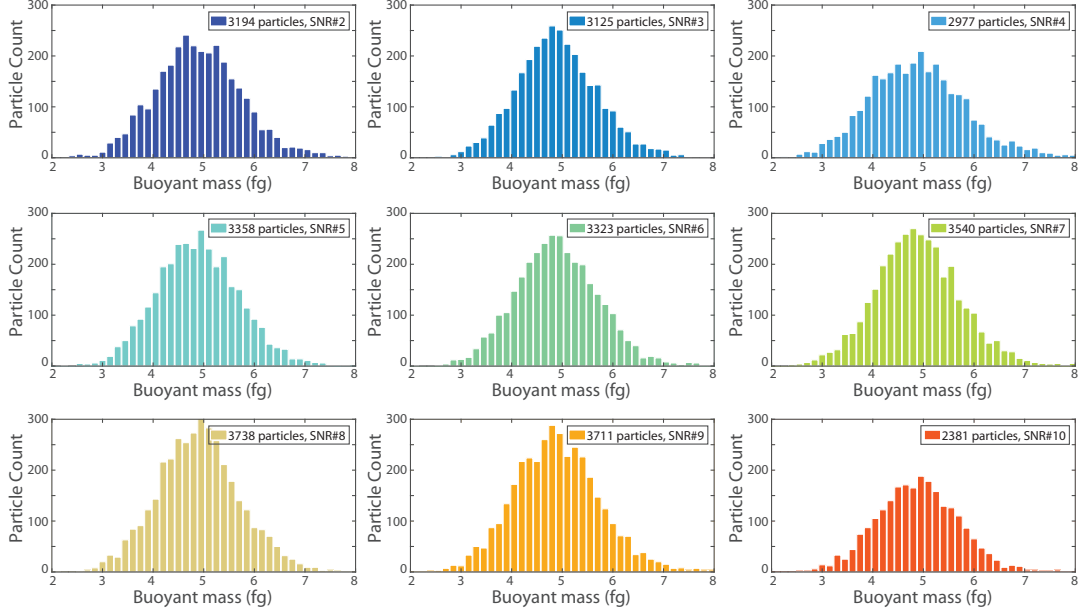 Particle Count
300
200
100
0
3194 particles, SNR#2
2 3 4 5 6 7 8
Buoyant mass (fg)
Particle Count
300
200
100
0
3125 particles, SNR#3
2 3 4 5 6 7 8
Buoyant mass (fg)
Particle Count
300
200
100
0
2977 particles, SNR#4
2 3 4 5 6 7 8
Buoyant mass (fg)
Particle Count
300
200
100
0
3358 particles, SNR#5
2 3 4 5 6 7 8
Buoyant mass (fg)
Particle Count
300
200
100
0
3323 particles, SNR#6
2 3 4 5 6 7 8
Buoyant mass (fg)
Particle Count
300
200
100
0
3540 particles, SNR#7
2 3 4 5 6 7 8
Buoyant mass (fg)
Particle Count
300
200
100
0
3738 particles, SNR#8
2 3 4 5 6 7 8
Buoyant mass (fg)
Particle Count
300
200
100
0
3711 particles, SNR#9
2 3 4 5 6 7 8
Buoyant mass (fg)
Particle Count
300
200
100
0
2381 particles, SNR#10
2 3 4 5 6 7 8
Buoyant mass (fg)